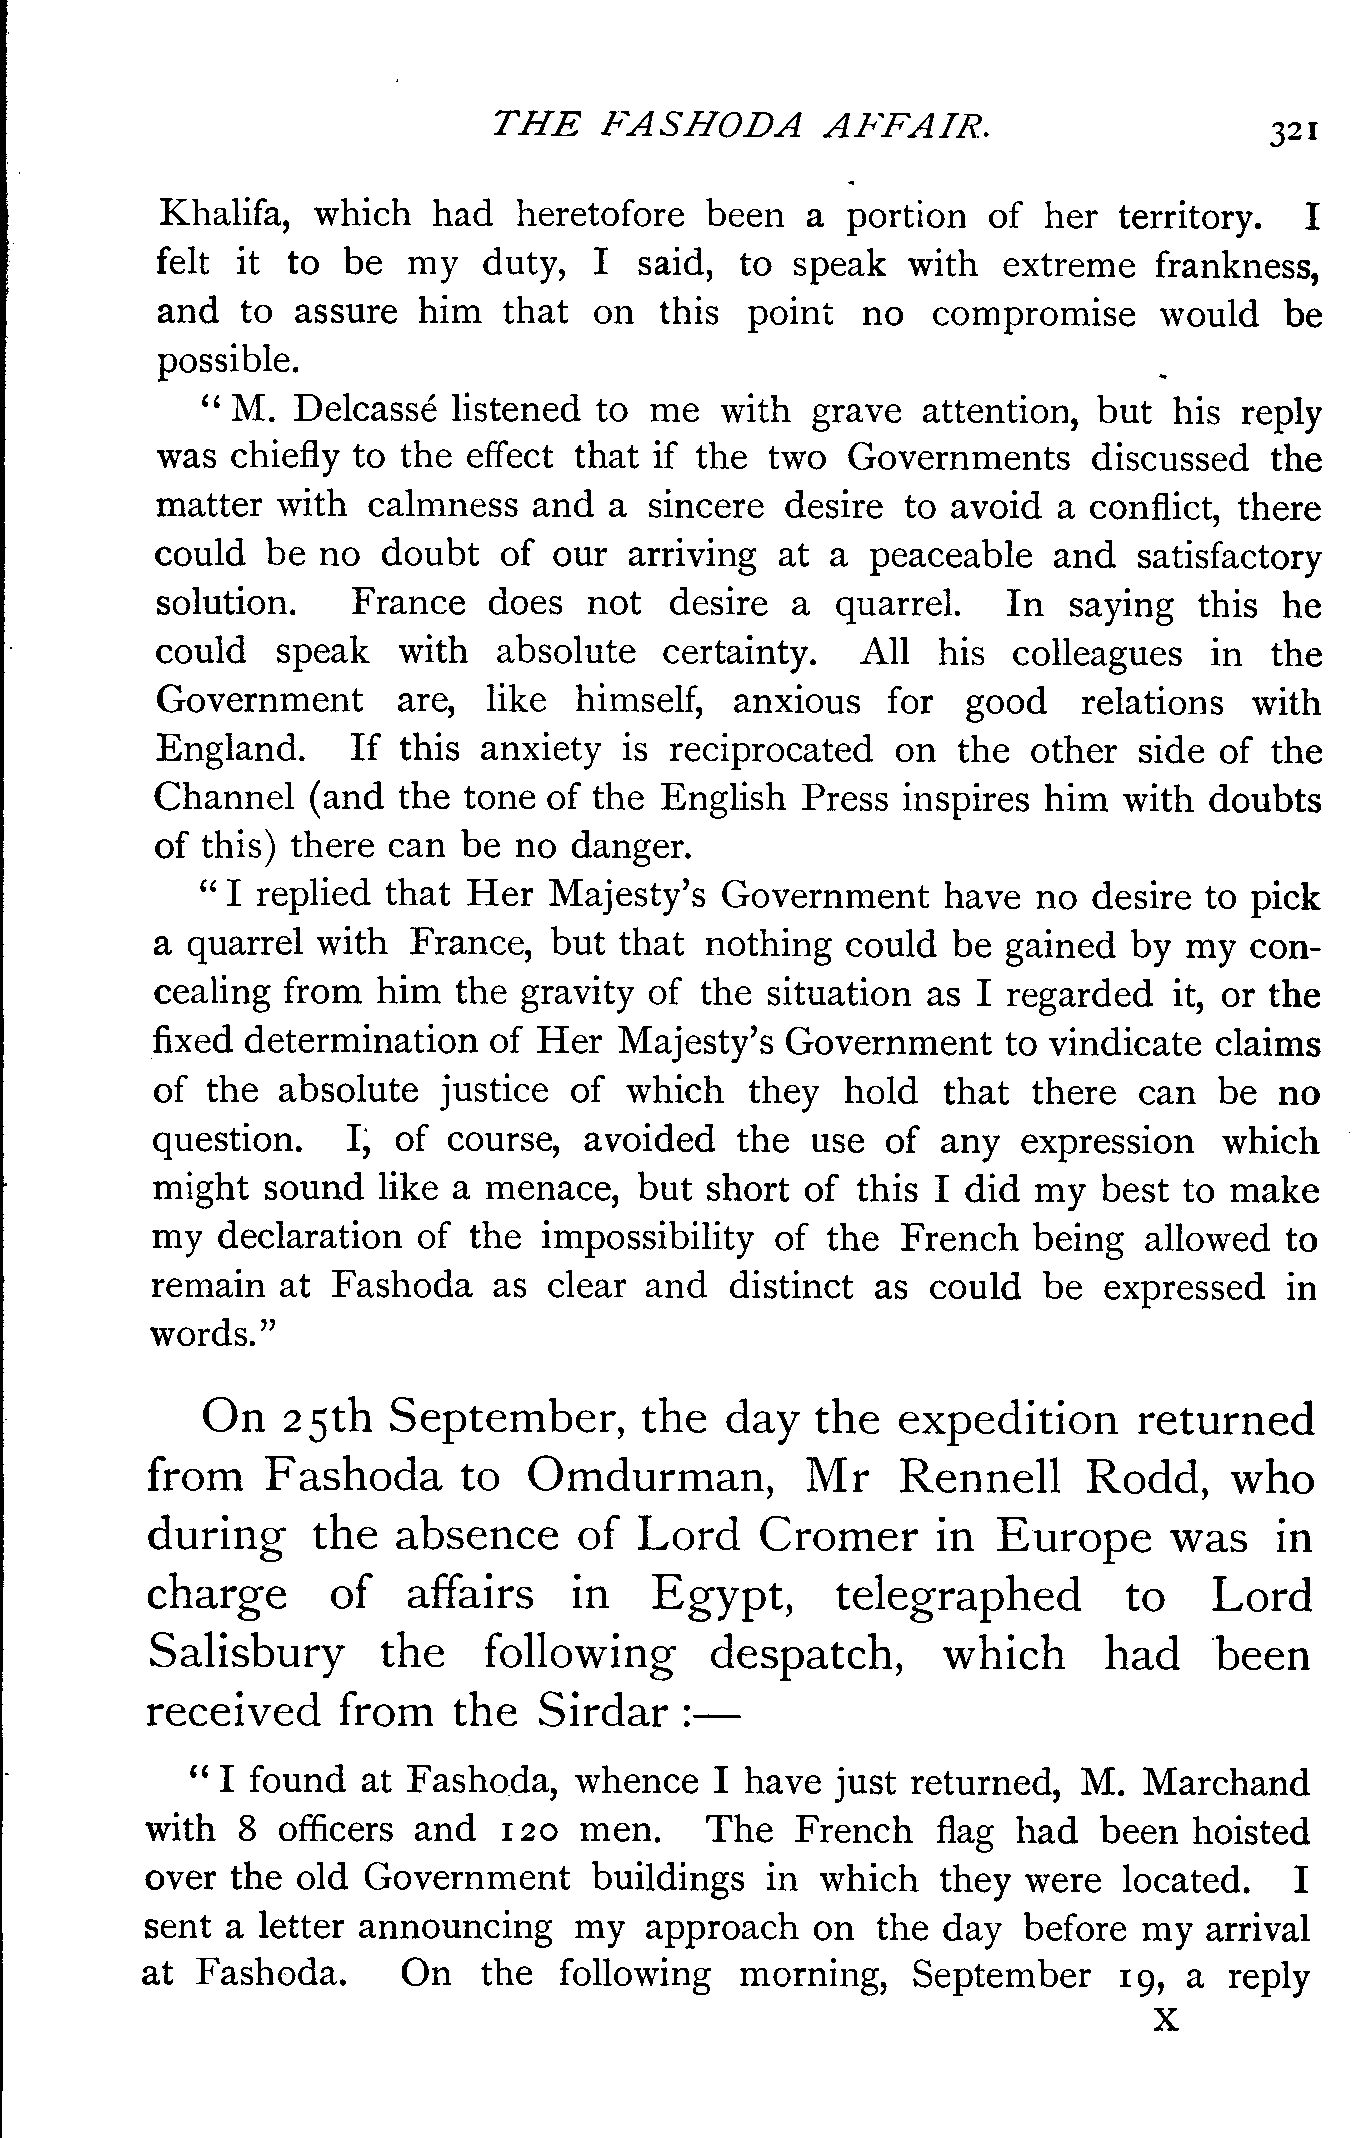 THE FASHODA AFFAIR. 321
Khalifa, which had heretofore been a portion of her territory. I
felt it to be my duty, I said, to speak with extreme frankness,
and to assure him that on this point no compromise would be
possible.
“ M. Delcassé listened to me with grave attention, but his reply
was chiefly to the effect that if the two Governments discussed the
matter with calmness and a sincere desire to avoid a conflict, there
could be no doubt of our arriving at a peaceable and satisfactory
solution. France does not desire a quarrel. In saying this he
could speak with absolute certainty. All his colleagues in the
Government are, like himself, anxious for good relations with
England. If this anxiety is reciprocated on the other side of the
Channel (and the tone of the English Press inspires him with doubts
of this) there can be no danger.
“ I replied that Her Majesty’s Government have no desire to pick
a quarrel with France, but that nothing could be gained by my con-
cealing from him the gravity of the situation as I regarded it, or the
fixed determination of Her Majesty’s Government to vindicate claims
of the absolute justice of which they hold that there can be no
question. I, of course, avoided the use of any expression which
might sound like a menace, but short of this I did my best to make
my declaration of the impossibility of the French being allowed to
remain at Fashoda as clear and distinct as could be expressed in
words.”
On 25th September, the day the expedition returned
from Fashoda to Omdurman, Mr Rennell Rodd, who
during the absence of Lord Cromer in Europe was in
charge of affairs in Egypt, telegraphed to Lord
Salisbury the following despatch, which had been
received from the Sirdar :—
“ I found at Fashoda, whence I have just returned, M. Marchand
with 8 officers and 120 men. The French flag had been hoisted
over the old Government buildings in which they were located. I
sent a letter announcing my approach on the day before my arrival
at Fashoda. On the following morning, September 19, a reply
X